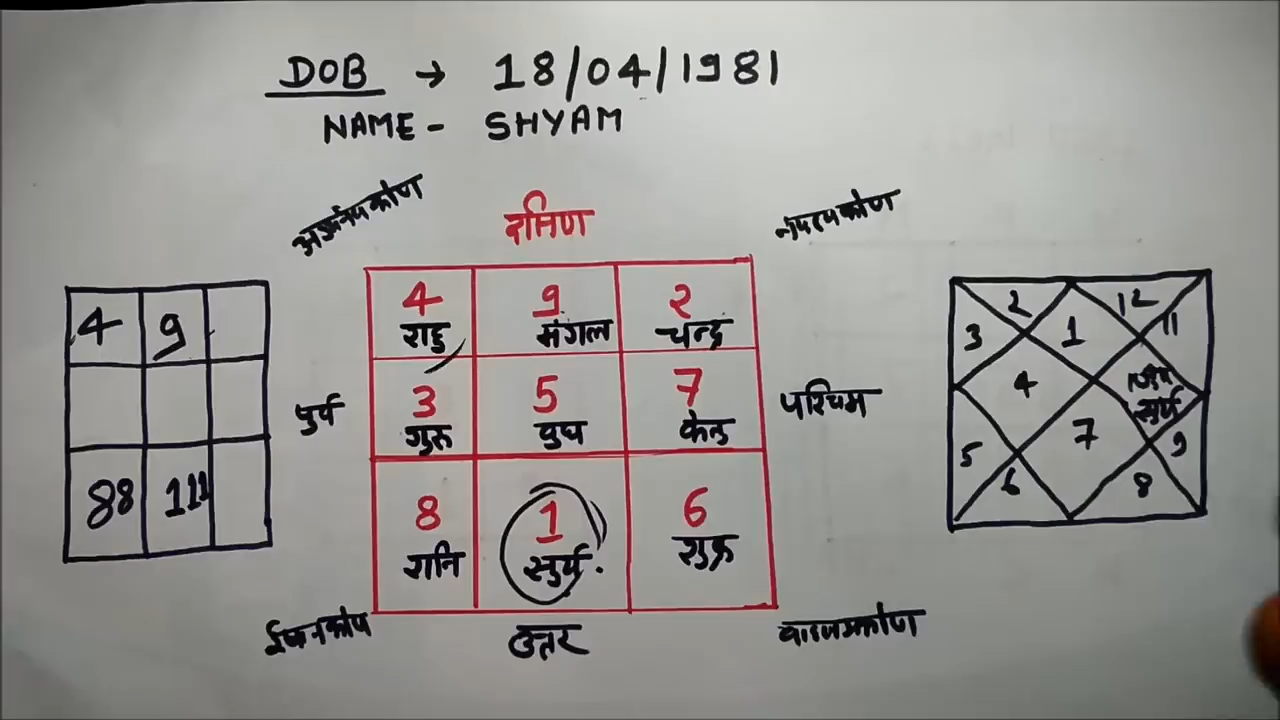 DOB → 18/04/1981
NAME - SHYAM
दक्षिण
4 9
88 111
पुर्व
4 9 2
राहु मंगल चन्द्र
3 5 7
गुरू बुध केतु
8 1 6
शनि सुर्य. शुक्र
पश्चिम
उत्तर
2 12
3 1 11
4
सुर्य
7
5 9
6 8